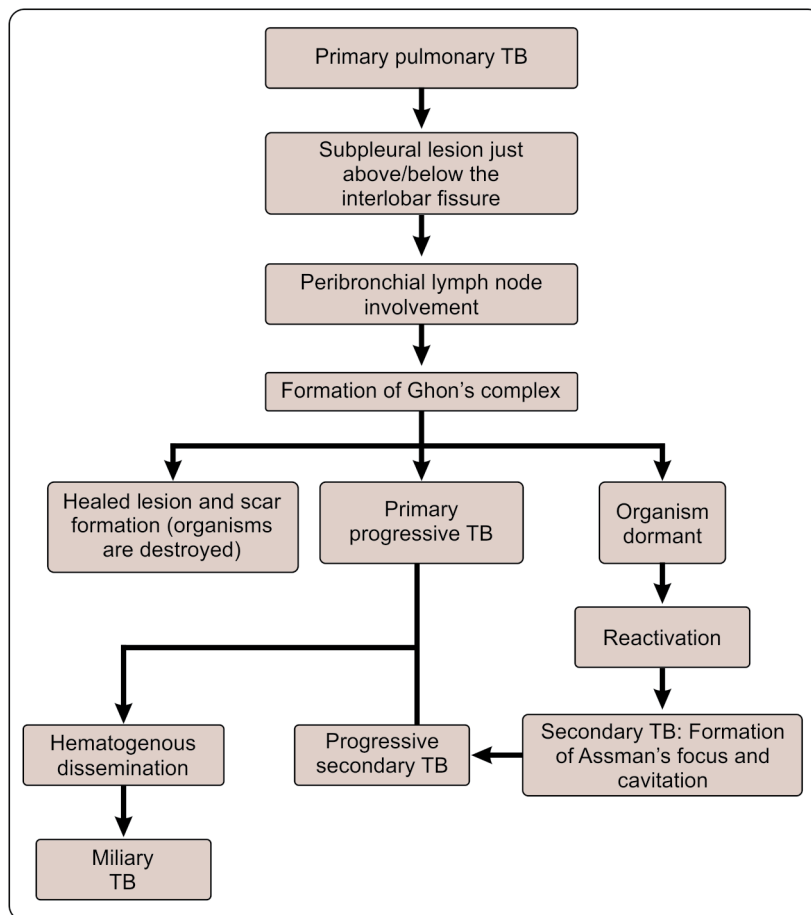 Primary pulmonary TB
Subpleural lesion just
above/below the
interlobar fissure
Peribronchial lymph node
involvement
Formation of Ghon’s complex
Healed lesion and scar
formation (organisms
are destroyed)
Primary
progressive TB
Organism
dormant
Reactivation
Hematogenous
dissemination
Progressive
secondary TB
Secondary TB: Formation
of Assman’s focus and
cavitation
Miliary
TB